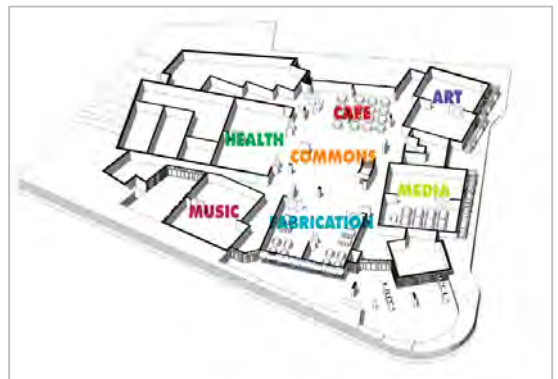 ART
CAFE
HEALTH
COMMONS
MEDIA
MUSIC
FABRICATION